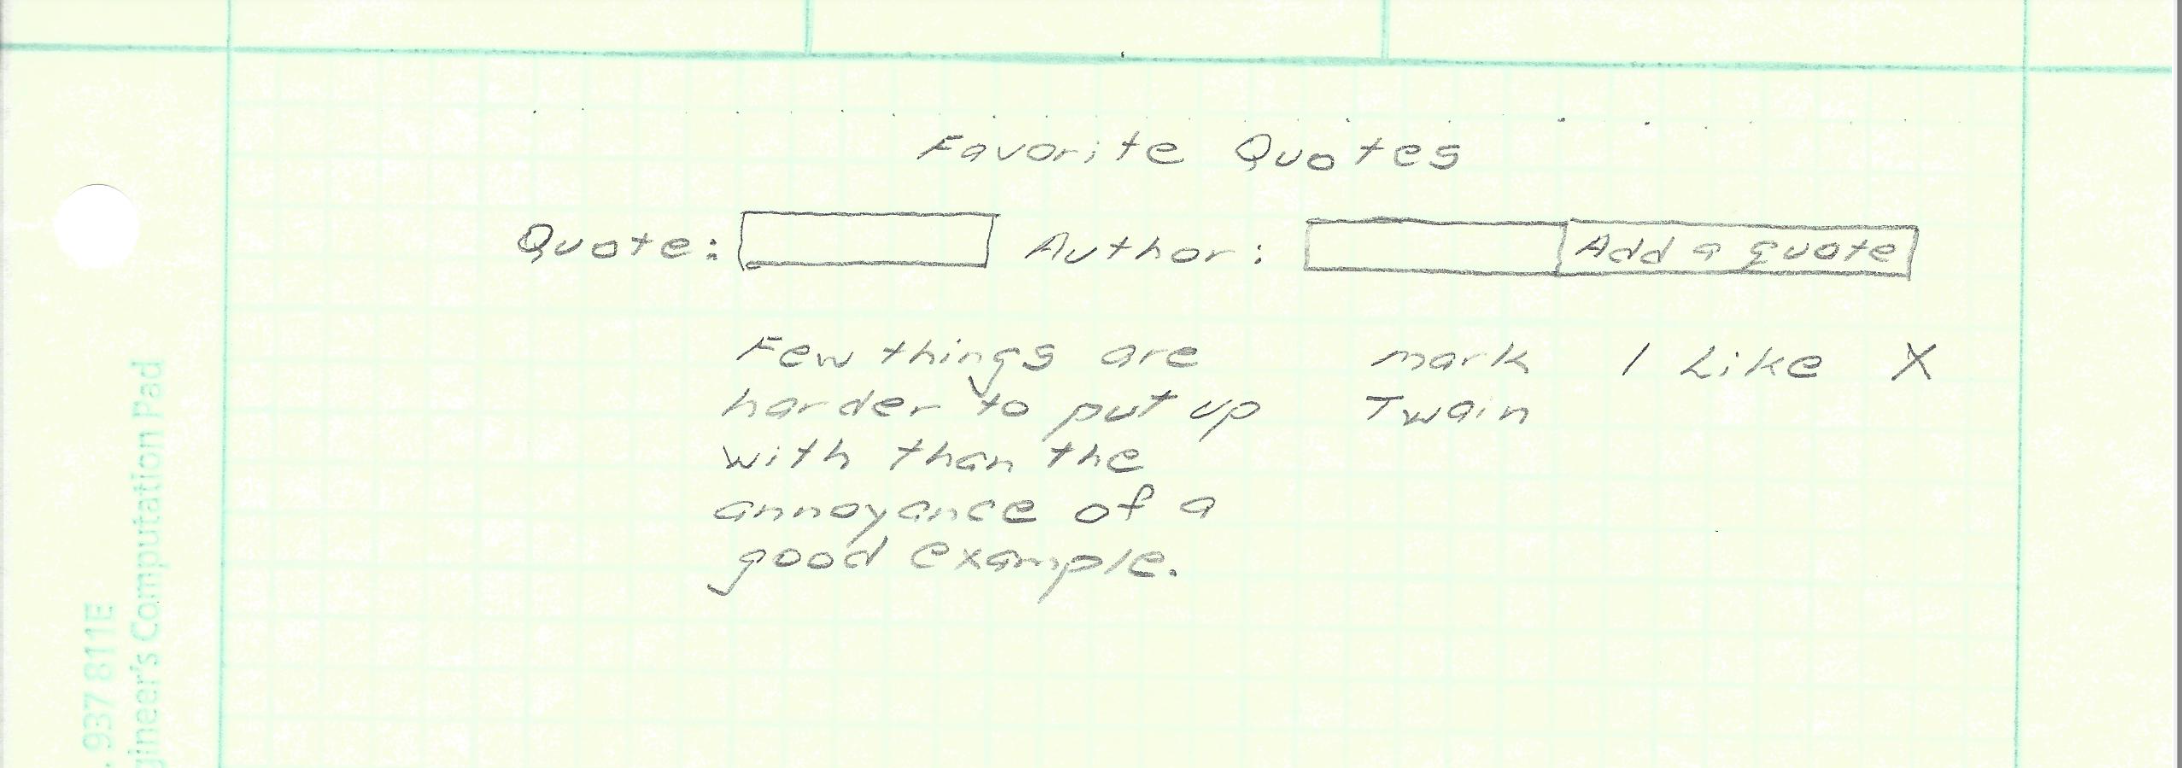 Favorite Quotes
Quote: Author: Add a quote
Few things are mark 1 Like X
harder to put up Twain
with than the
annoyance of a
good example.
. 937 811E
gineer's Computation Pad